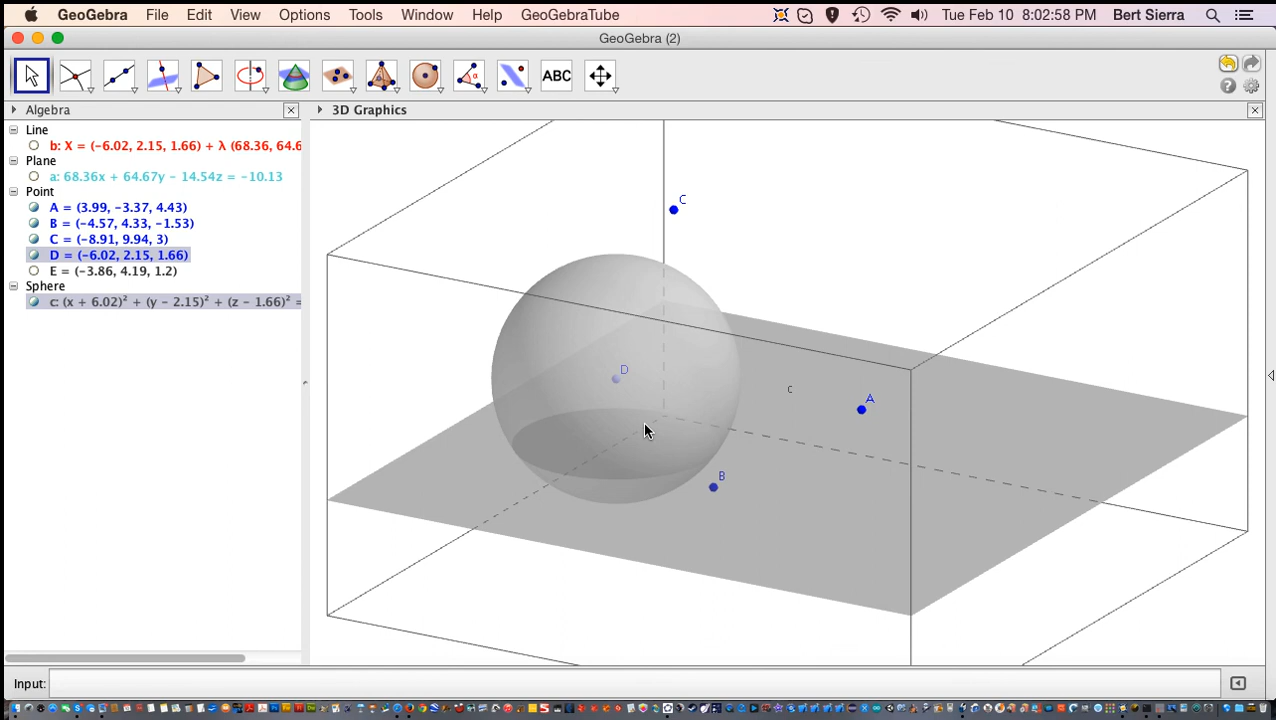 GeoGebra File Edit View Options Tools Window Help GeoGebraTube Tue Feb 10 8:02:58 PM Bert Sierra
GeoGebra (2)
ABC
Algebra
3D Graphics
Line
b: X = (-6.02, 2.15, 1.66) + λ (68.36, 64.6
Plane
a: 68.36x + 64.67y − 14.54z = −10.13
Point
A = (3.99, −3.37, 4.43)
B = (−4.57, 4.33, −1.53)
C = (−8.91, 9.94, 3)
D = (−6.02, 2.15, 1.66)
E = (−3.86, 4.19, 1.2)
Sphere
c: (x + 6.02)² + (y − 2.15)² + (z − 1.66)² =
C
D
c
A
B
Input: